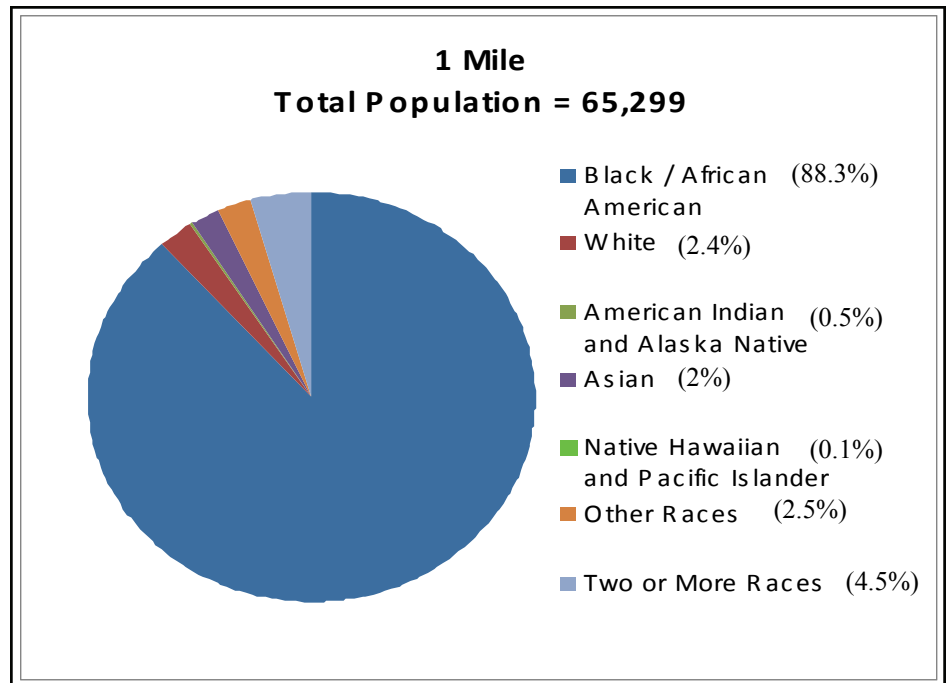 1 Mile
Total Population = 65,299
Black / African (88.3%)
American
White (2.4%)
American Indian (0.5%)
and Alaska Native
Asian (2%)
Native Hawaiian (0.1%)
and Pacific Islander
Other Races (2.5%)
Two or More Races (4.5%)